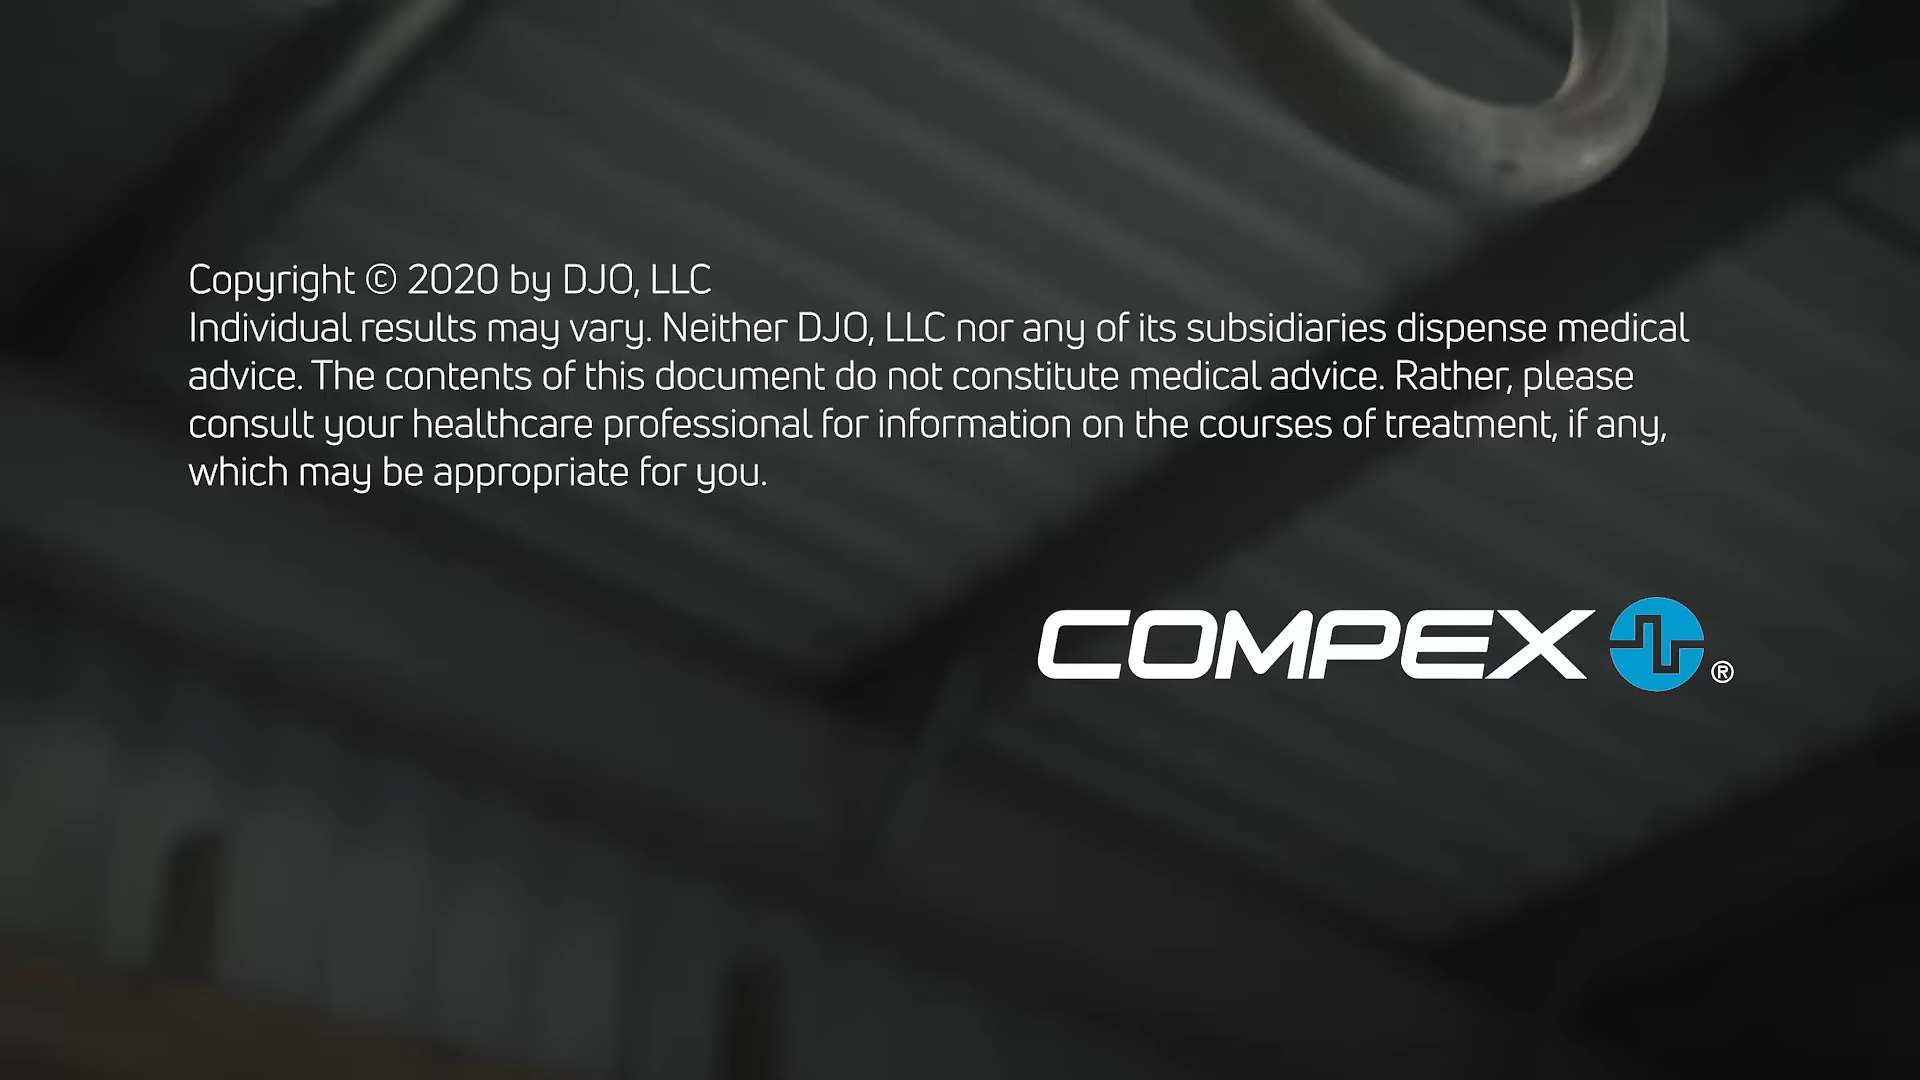 Copyright © 2020 by DJO, LLC
Individual results may vary. Neither DJO, LLC nor any of its subsidiaries dispense medical
advice. The contents of this document do not constitute medical advice. Rather, please
consult your healthcare professional for information on the courses of treatment, if any,
which may be appropriate for you.
COMPEX ®